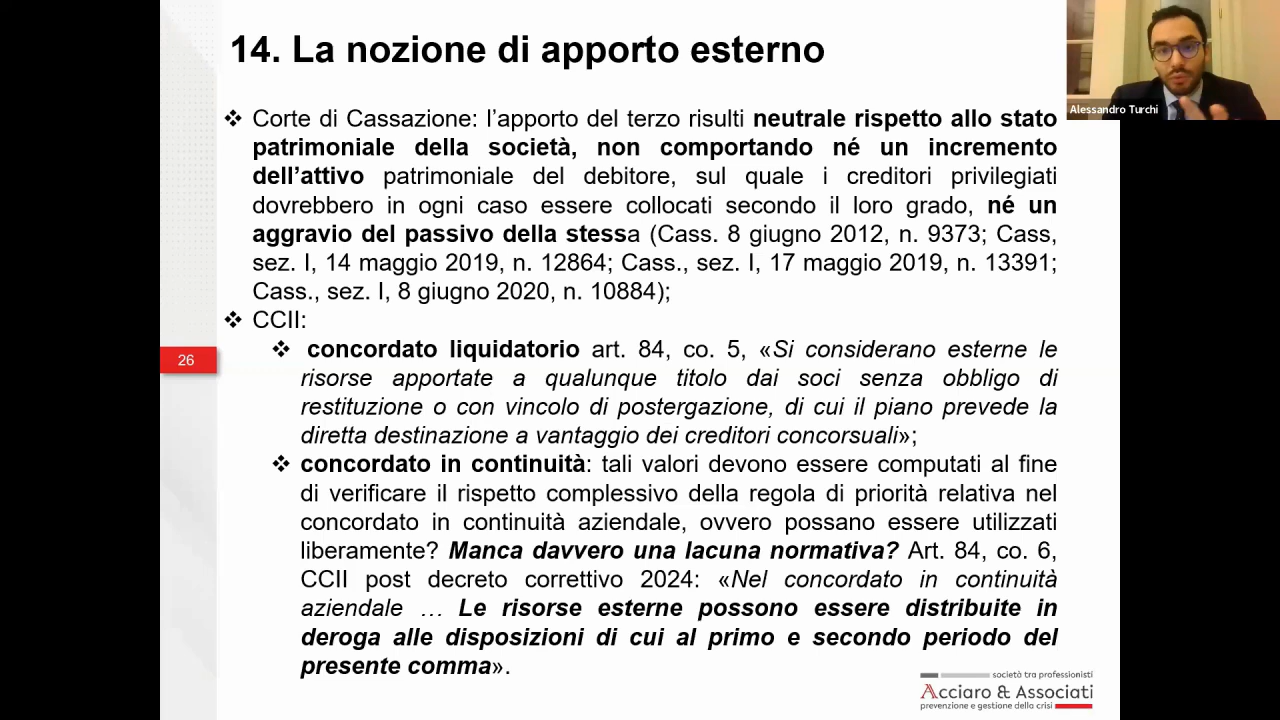 14. La nozione di apporto esterno
Alessandro Turchi
❖ Corte di Cassazione: l’apporto del terzo risulti neutrale rispetto allo stato
patrimoniale della società, non comportando né un incremento
dell’attivo patrimoniale del debitore, sul quale i creditori privilegiati
dovrebbero in ogni caso essere collocati secondo il loro grado, né un
aggravio del passivo della stessa (Cass. 8 giugno 2012, n. 9373; Cass,
sez. I, 14 maggio 2019, n. 12864; Cass., sez. I, 17 maggio 2019, n. 13391;
Cass., sez. I, 8 giugno 2020, n. 10884);
❖ CCII:
❖ concordato liquidatorio art. 84, co. 5, «Si considerano esterne le
26
risorse apportate a qualunque titolo dai soci senza obbligo di
restituzione o con vincolo di postergazione, di cui il piano prevede la
diretta destinazione a vantaggio dei creditori concorsuali»;
❖ concordato in continuità: tali valori devono essere computati al fine
di verificare il rispetto complessivo della regola di priorità relativa nel
concordato in continuità aziendale, ovvero possano essere utilizzati
liberamente? Manca davvero una lacuna normativa? Art. 84, co. 6,
CCII post decreto correttivo 2024: «Nel concordato in continuità
aziendale … Le risorse esterne possono essere distribuite in
deroga alle disposizioni di cui al primo e secondo periodo del
presente comma».
società tra professionisti
Acciaro & Associati
prevenzione e gestione della crisi